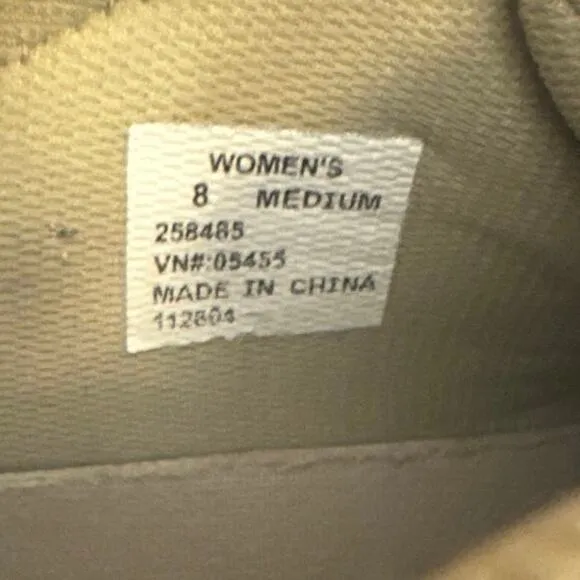 WOMEN'S
8 MEDIUM
258485
VN#:05455
MADE IN CHINA
112804